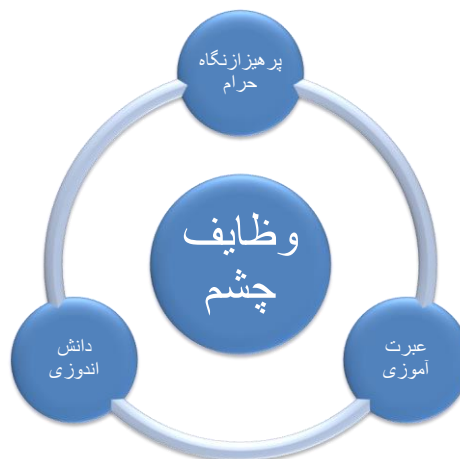 پرهیزازنگاه
حرام
وظایف
چشم
عبرت
آموزی
دانش
اندوزی